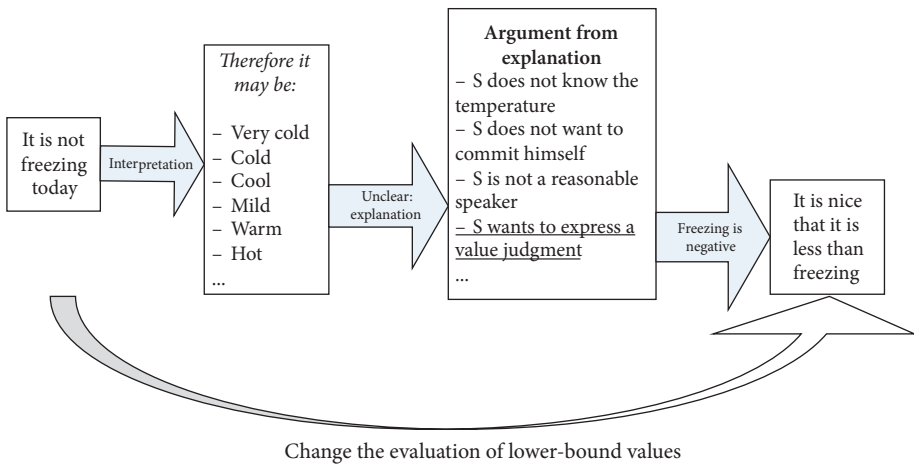 It is not
freezing
today
Interpretation
Therefore it
may be:
– Very cold
– Cold
– Cool
– Mild
– Warm
– Hot
...
Unclear:
explanation
Argument from
explanation
– S does not know the
temperature
– S does not want to
commit himself
– S is not a reasonable
speaker
– S wants to express a
value judgment
...
Freezing is
negative
It is nice
that it is
less than
freezing
Change the evaluation of lower-bound values